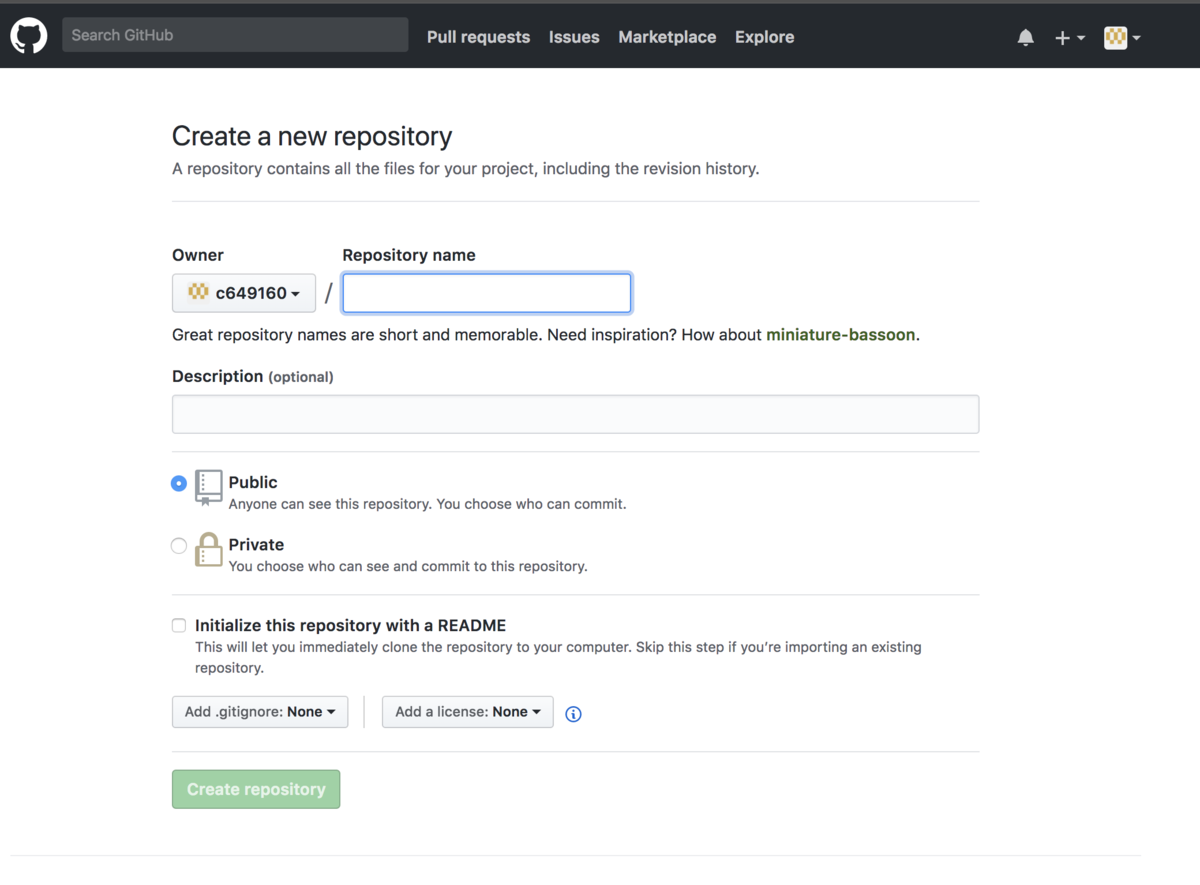 Search GitHub
Pull requests Issues Marketplace Explore
Create a new repository
A repository contains all the files for your project, including the revision history.
Owner Repository name
c649160 /
Great repository names are short and memorable. Need inspiration? How about miniature-bassoon.
Description (optional)
Public
Anyone can see this repository. You choose who can commit.
Private
You choose who can see and commit to this repository.
Initialize this repository with a README
This will let you immediately clone the repository to your computer. Skip this step if you’re importing an existing
repository.
Add .gitignore: None Add a license: None
Create repository